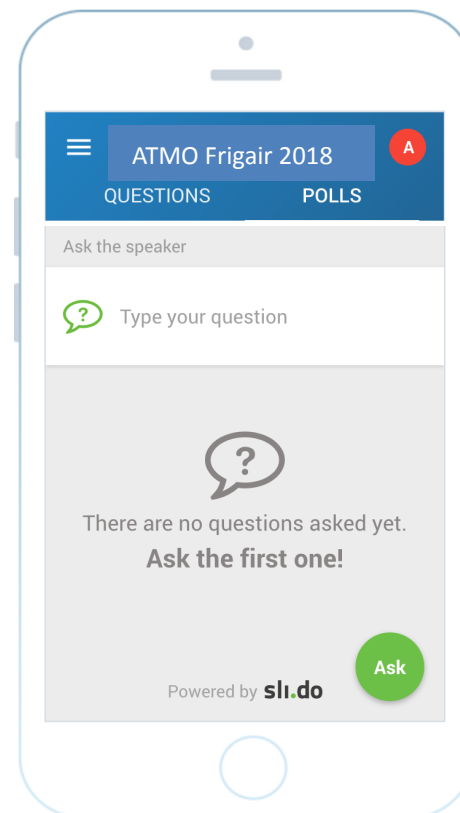 ATMO Frigair 2018
A
QUESTIONS POLLS
Ask the speaker
?
Type your question
?
There are no questions asked yet.
Ask the first one!
Ask
Powered by sli.do